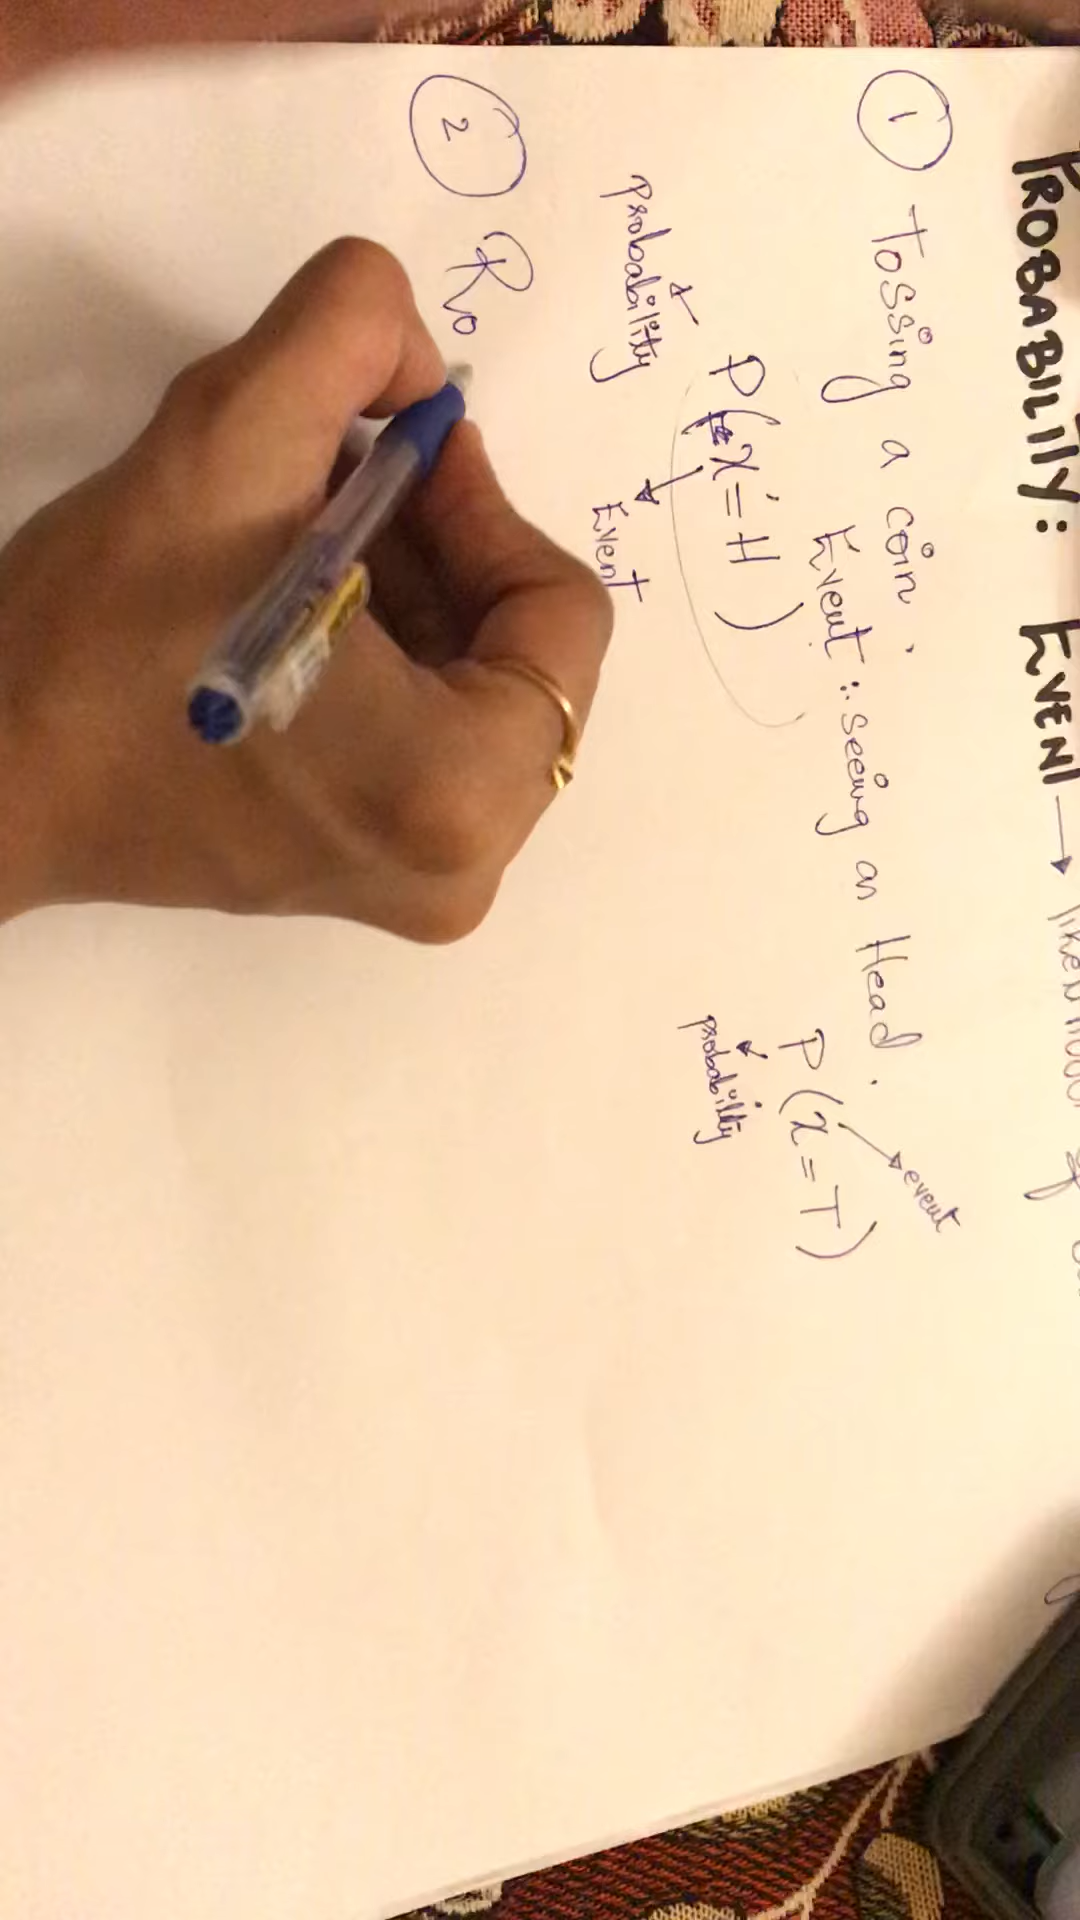 PROBABILITY: EVENT →
① Tossing a coin.
Event: seeing an Head.
P(x=H)
probability
Event
P(x=T)
event
probability
② Ro